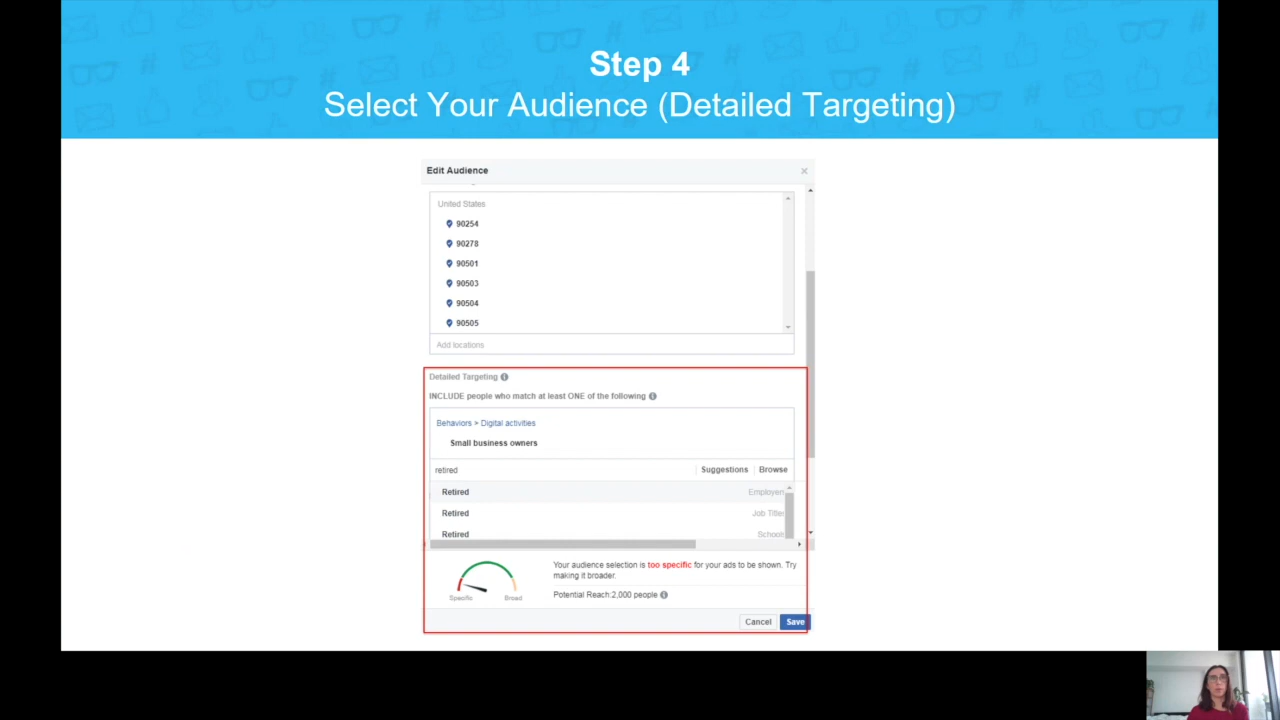 Step 4
Select Your Audience (Detailed Targeting)
Edit Audience
United States
90254
90278
90501
90503
90504
90505
Add locations
Detailed Targeting
INCLUDE people who match at least ONE of the following
Behaviors > Digital activities
Small business owners
retired Suggestions Browse
Retired Employers
Retired Job Titles
Retired Schools
Your audience selection is too specific for your ads to be shown. Try
making it broader.
Specific Broad
Potential Reach:2,000 people
Cancel Save